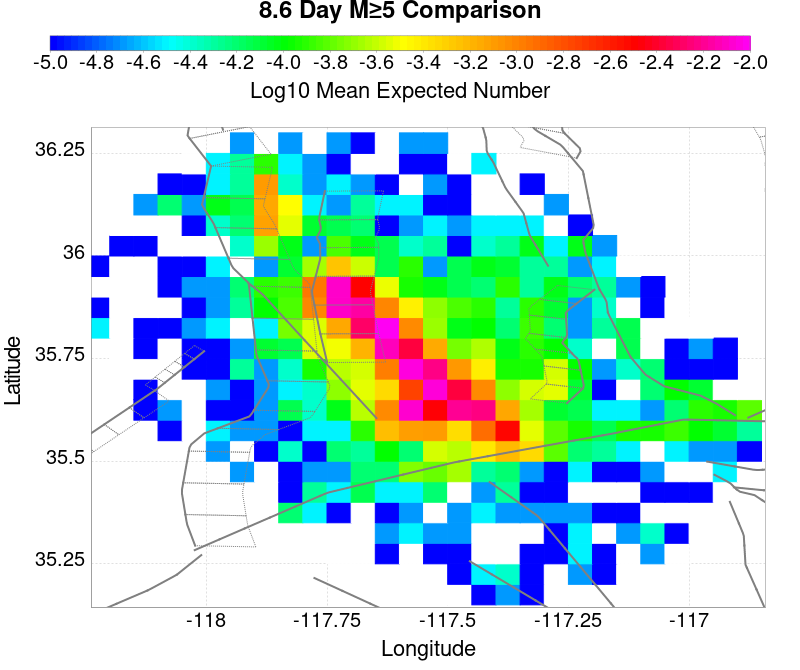 8.6 Day M≥5 Comparison
-5.0 -4.8 -4.6 -4.4 -4.2 -4.0 -3.8 -3.6 -3.4 -3.2 -3.0 -2.8 -2.6 -2.4 -2.2 -2.0
Log10 Mean Expected Number
36.25
36
35.75
35.5
35.25
Latitude
-118 -117.75 -117.5 -117.25 -117
Longitude